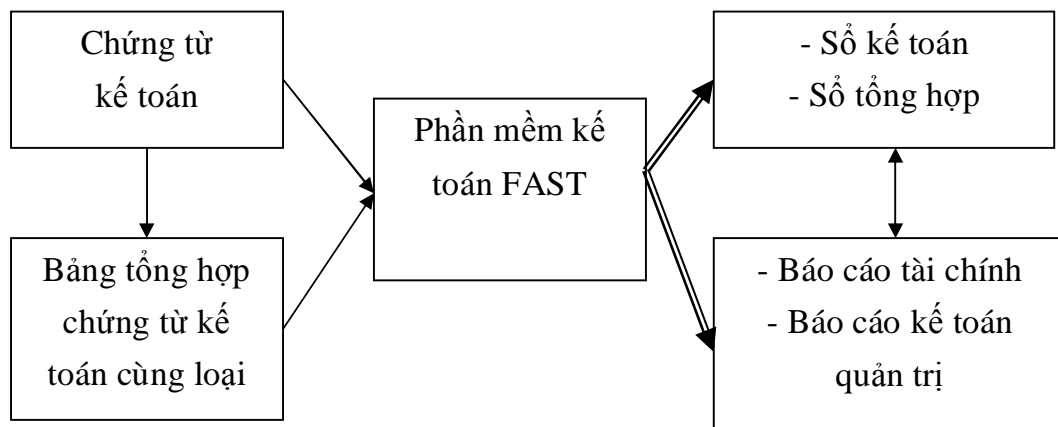 Chứng từ
kế toán
Bảng tổng hợp
chứng từ kế
toán cùng loại
Phần mềm kế
toán FAST
- Sổ kế toán
- Sổ tổng hợp
- Báo cáo tài chính
- Báo cáo kế toán
quản trị